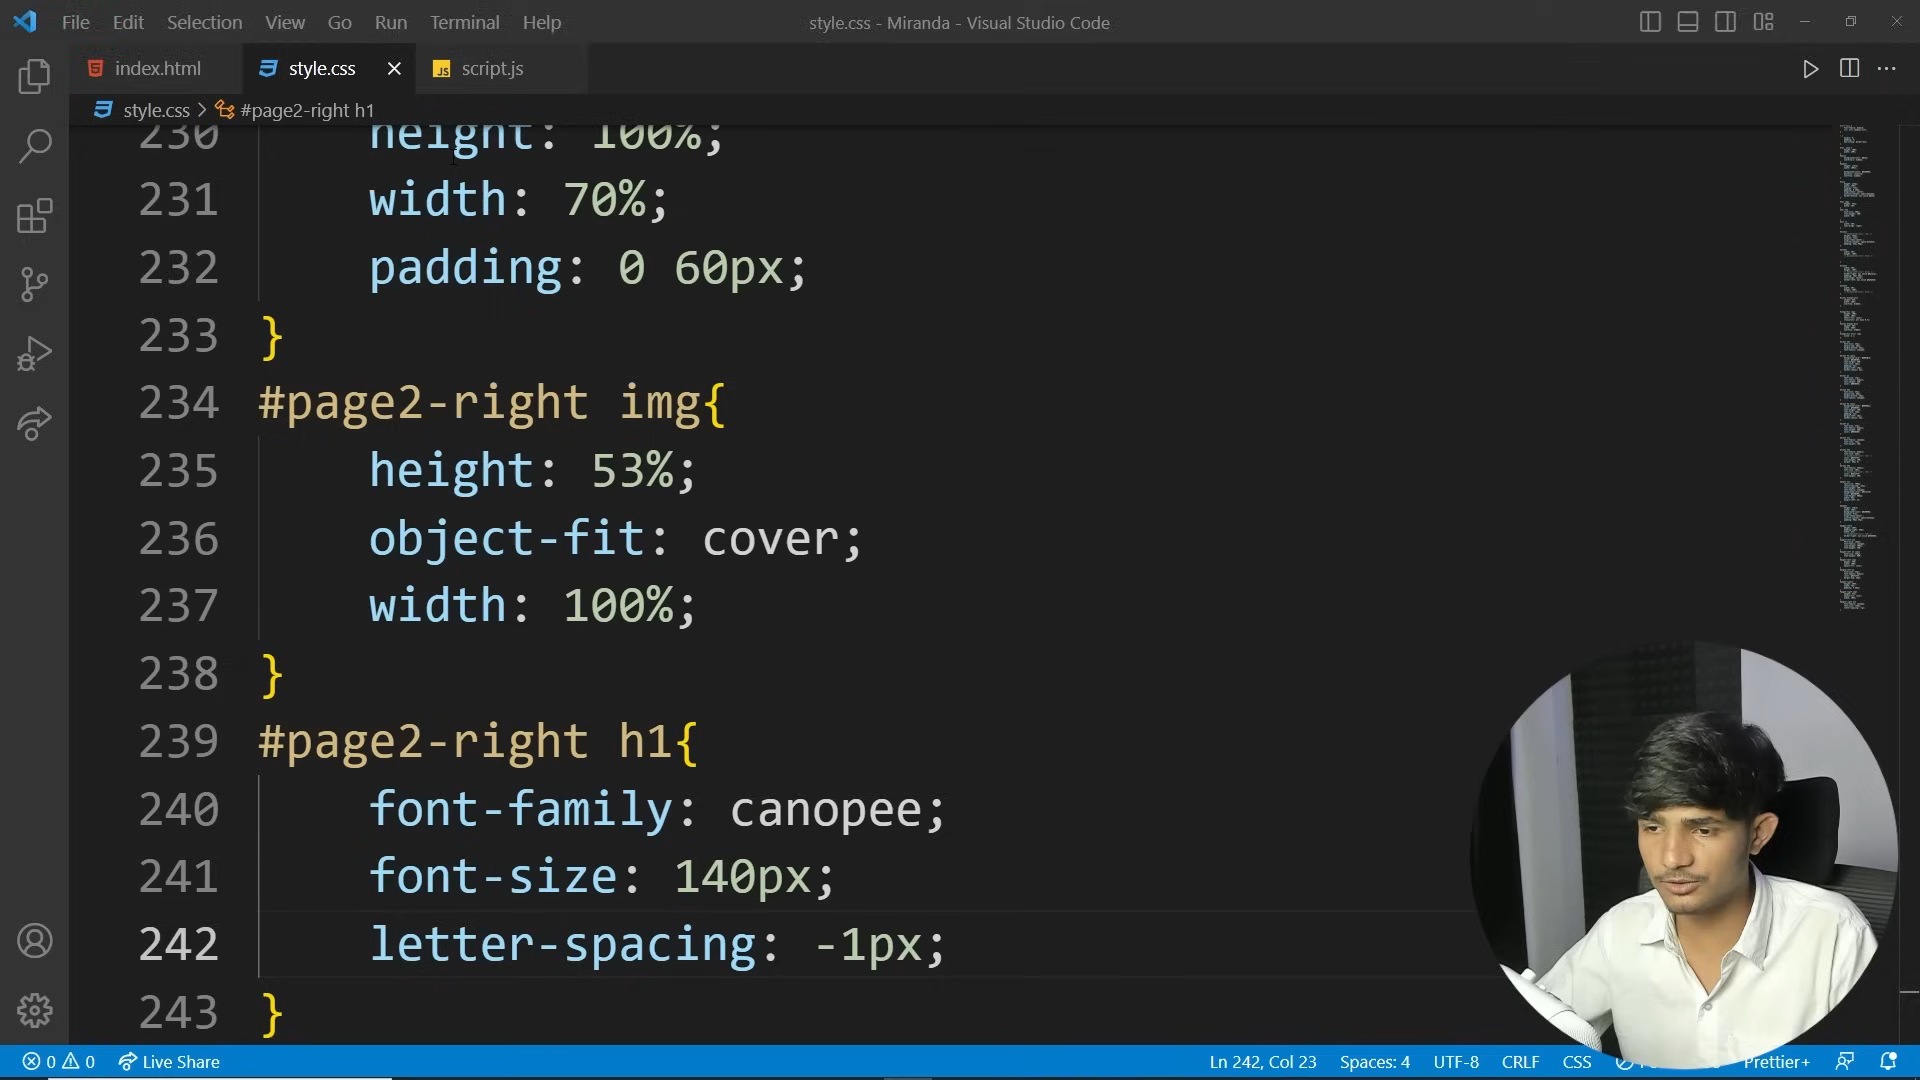 File Edit Selection View Go Run Terminal Help style.css - Miranda - Visual Studio Code
index.html style.css JS script.js
style.css > #page2-right h1
230 height: 100%;
231 width: 70%;
232 padding: 0 60px;
233 }
234 #page2-right img{
235 height: 53%;
236 object-fit: cover;
237 width: 100%;
238 }
239 #page2-right h1{
240 font-family: canopee;
241 font-size: 140px;
242 letter-spacing: -1px;
243 }
0 0 Live Share Ln 242, Col 23 Spaces: 4 UTF-8 CRLF CSS Prettier+